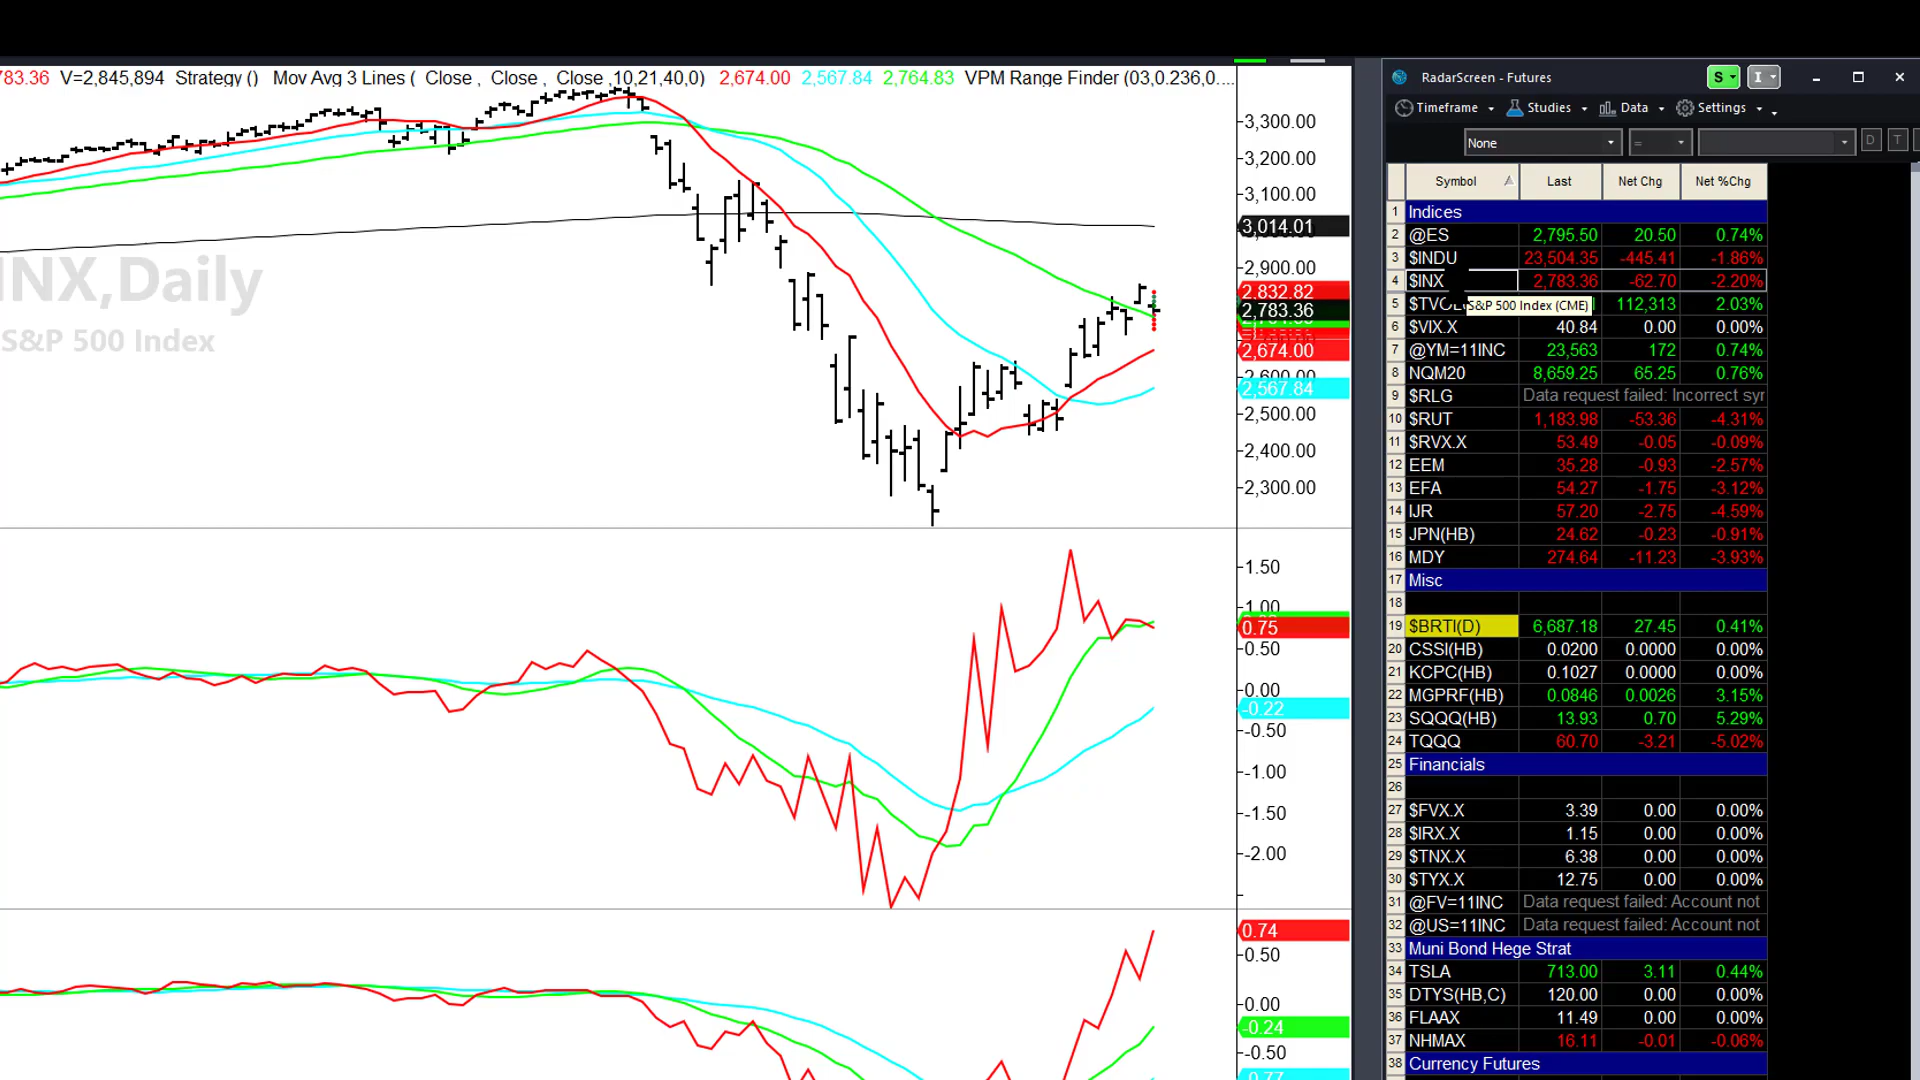 783.36 V=2,845,894 Strategy () Mov Avg 3 Lines ( Close , Close , Close ,10,21,40,0) 2,674.00 2,567.84 2,764.83 VPM Range Finder (03,0.236,0....
INX,Daily
S&P 500 Index
3,300.00
3,200.00
3,100.00
3,014.01
2,900.00
2,832.82
2,783.36
2,674.00
2,600.00
2,567.84
2,500.00
2,400.00
2,300.00
1.50
1.00
0.75
0.50
0.00
-0.22
-0.50
-1.00
-1.50
-2.00
0.74
0.50
0.00
-0.24
-0.50
RadarScreen - Futures S I
Timeframe Studies Data Settings
None = D T
Symbol Last Net Chg Net %Chg
1 Indices
2 @ES 2,795.50 20.50 0.74%
3 $INDU 23,504.35 -445.41 -1.86%
4 $INX 2,783.36 -62.70 -2.20%
5 $TVOL 112,313 2.03%
S&P 500 Index (CME)
6 $VIX.X 40.84 0.00 0.00%
7 @YM=11INC 23,563 172 0.74%
8 NQM20 8,659.25 65.25 0.76%
9 $RLG Data request failed: Incorrect syr
10 $RUT 1,183.98 -53.36 -4.31%
11 $RVX.X 53.49 -0.05 -0.09%
12 EEM 35.28 -0.93 -2.57%
13 EFA 54.27 -1.75 -3.12%
14 IJR 57.20 -2.75 -4.59%
15 JPN(HB) 24.62 -0.23 -0.91%
16 MDY 274.64 -11.23 -3.93%
17 Misc
18
19 $BRTI(D) 6,687.18 27.45 0.41%
20 CSSI(HB) 0.0200 0.0000 0.00%
21 KCPC(HB) 0.1027 0.0000 0.00%
22 MGPRF(HB) 0.0846 0.0026 3.15%
23 SQQQ(HB) 13.93 0.70 5.29%
24 TQQQ 60.70 -3.21 -5.02%
25 Financials
26
27 $FVX.X 3.39 0.00 0.00%
28 $IRX.X 1.15 0.00 0.00%
29 $TNX.X 6.38 0.00 0.00%
30 $TYX.X 12.75 0.00 0.00%
31 @FV=11INC Data request failed: Account not
32 @US=11INC Data request failed: Account not
33 Muni Bond Hege Strat
34 TSLA 713.00 3.11 0.44%
35 DTYS(HB,C) 120.00 0.00 0.00%
36 FLAAX 11.49 0.00 0.00%
37 NHMAX 16.11 -0.01 -0.06%
38 Currency Futures